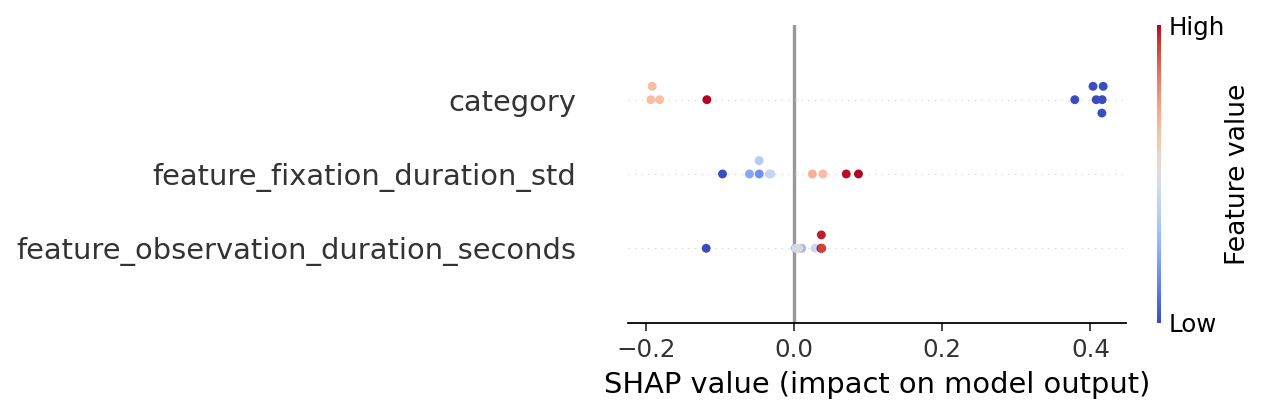 High
category
feature_fixation_duration_std
feature_observation_duration_seconds
Feature value
Low
−0.2 0.0 0.2 0.4
SHAP value (impact on model output)